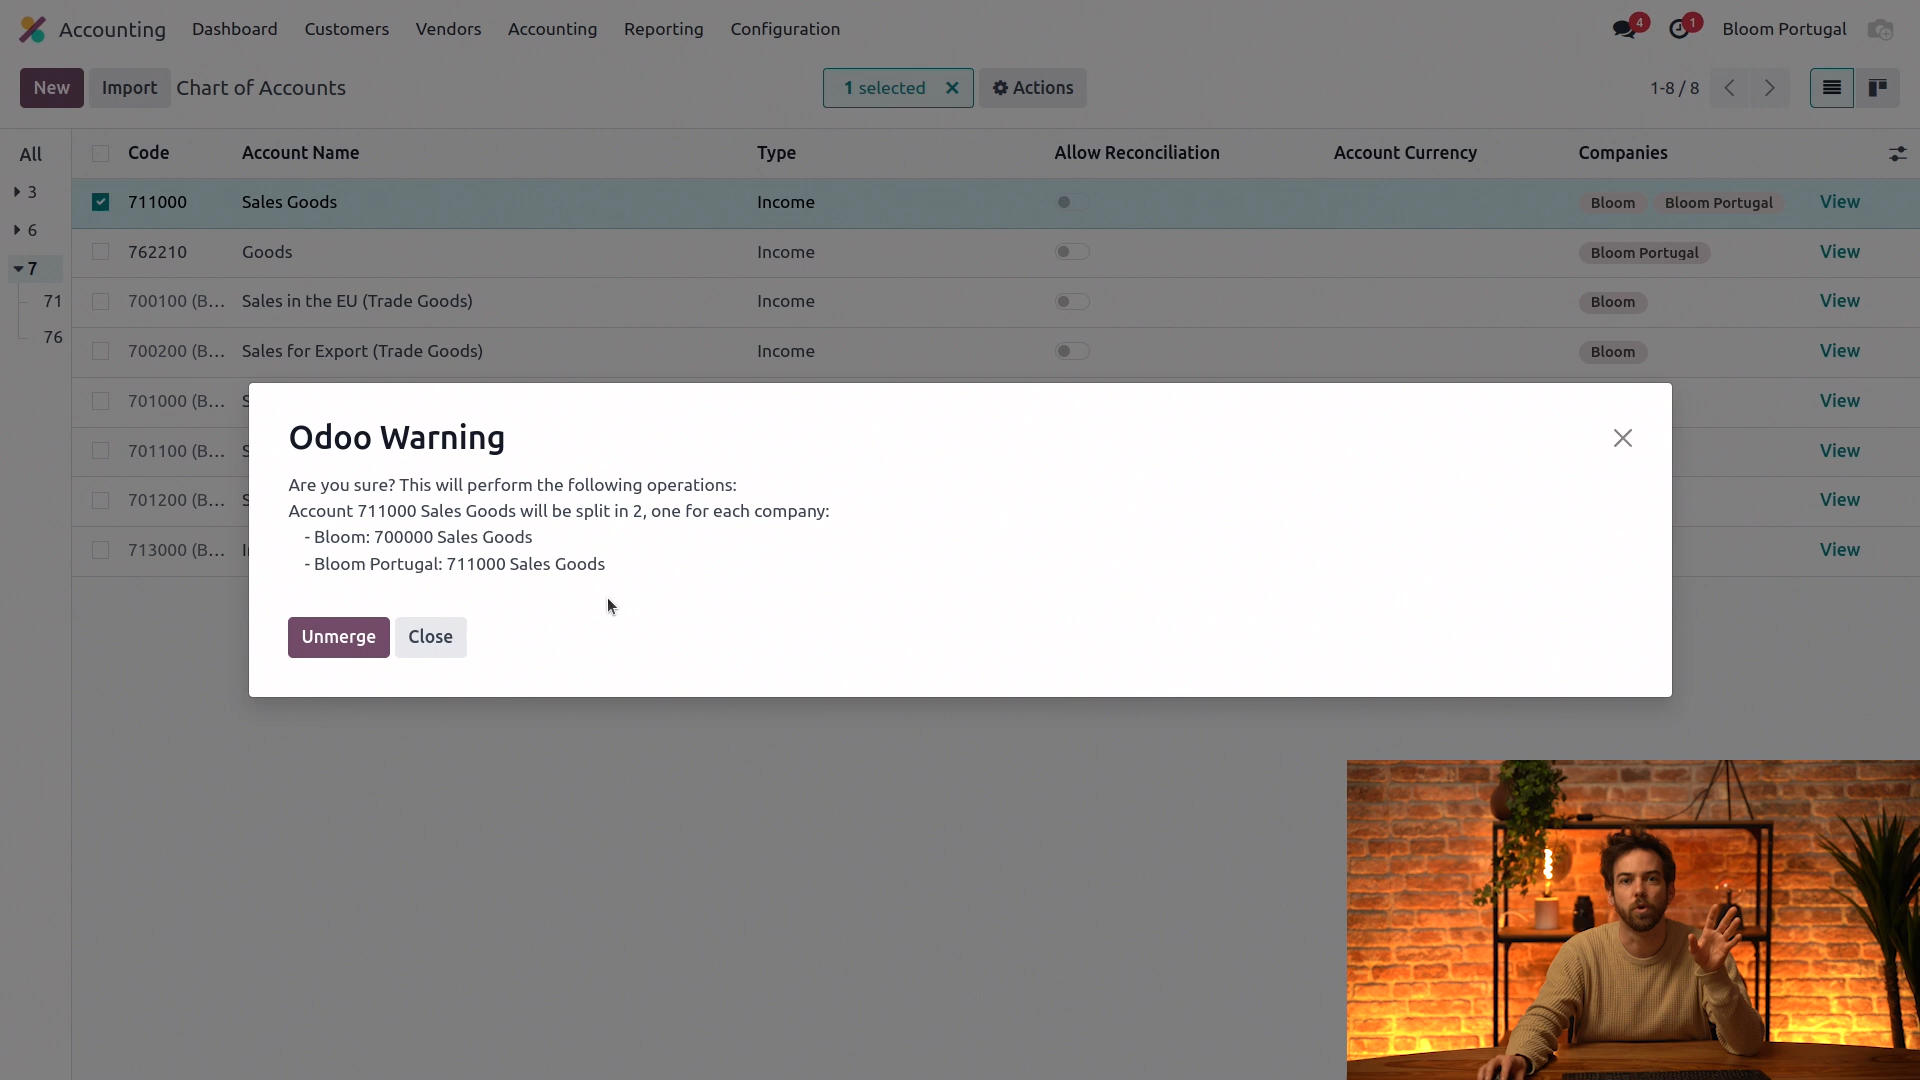 Accounting Dashboard Customers Vendors Accounting Reporting Configuration 4 1 Bloom Portugal
New Import Chart of Accounts 1 selected Actions 1-8 / 8
All Code Account Name Type Allow Reconciliation Account Currency Companies
3 711000 Sales Goods Income Bloom Bloom Portugal View
6 762210 Goods Income Bloom Portugal View
7
71 700100 (B... Sales in the EU (Trade Goods) Income Bloom View
76 700200 (B... Sales for Export (Trade Goods) Income Bloom View
701000 (B... S View
701100 (B... S View
701200 (B... S View
713000 (B... I View
Odoo Warning
Are you sure? This will perform the following operations:
Account 711000 Sales Goods will be split in 2, one for each company:
- Bloom: 700000 Sales Goods
- Bloom Portugal: 711000 Sales Goods
Unmerge Close